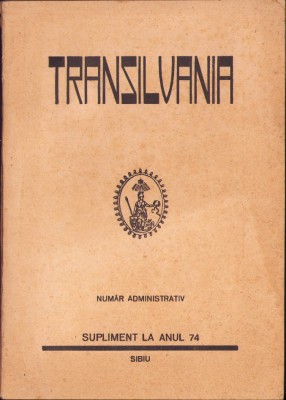 TRANSILVANIA
NUMĂR ADMINISTRATIV
SUPLIMENT LA ANUL 74
SIBIU